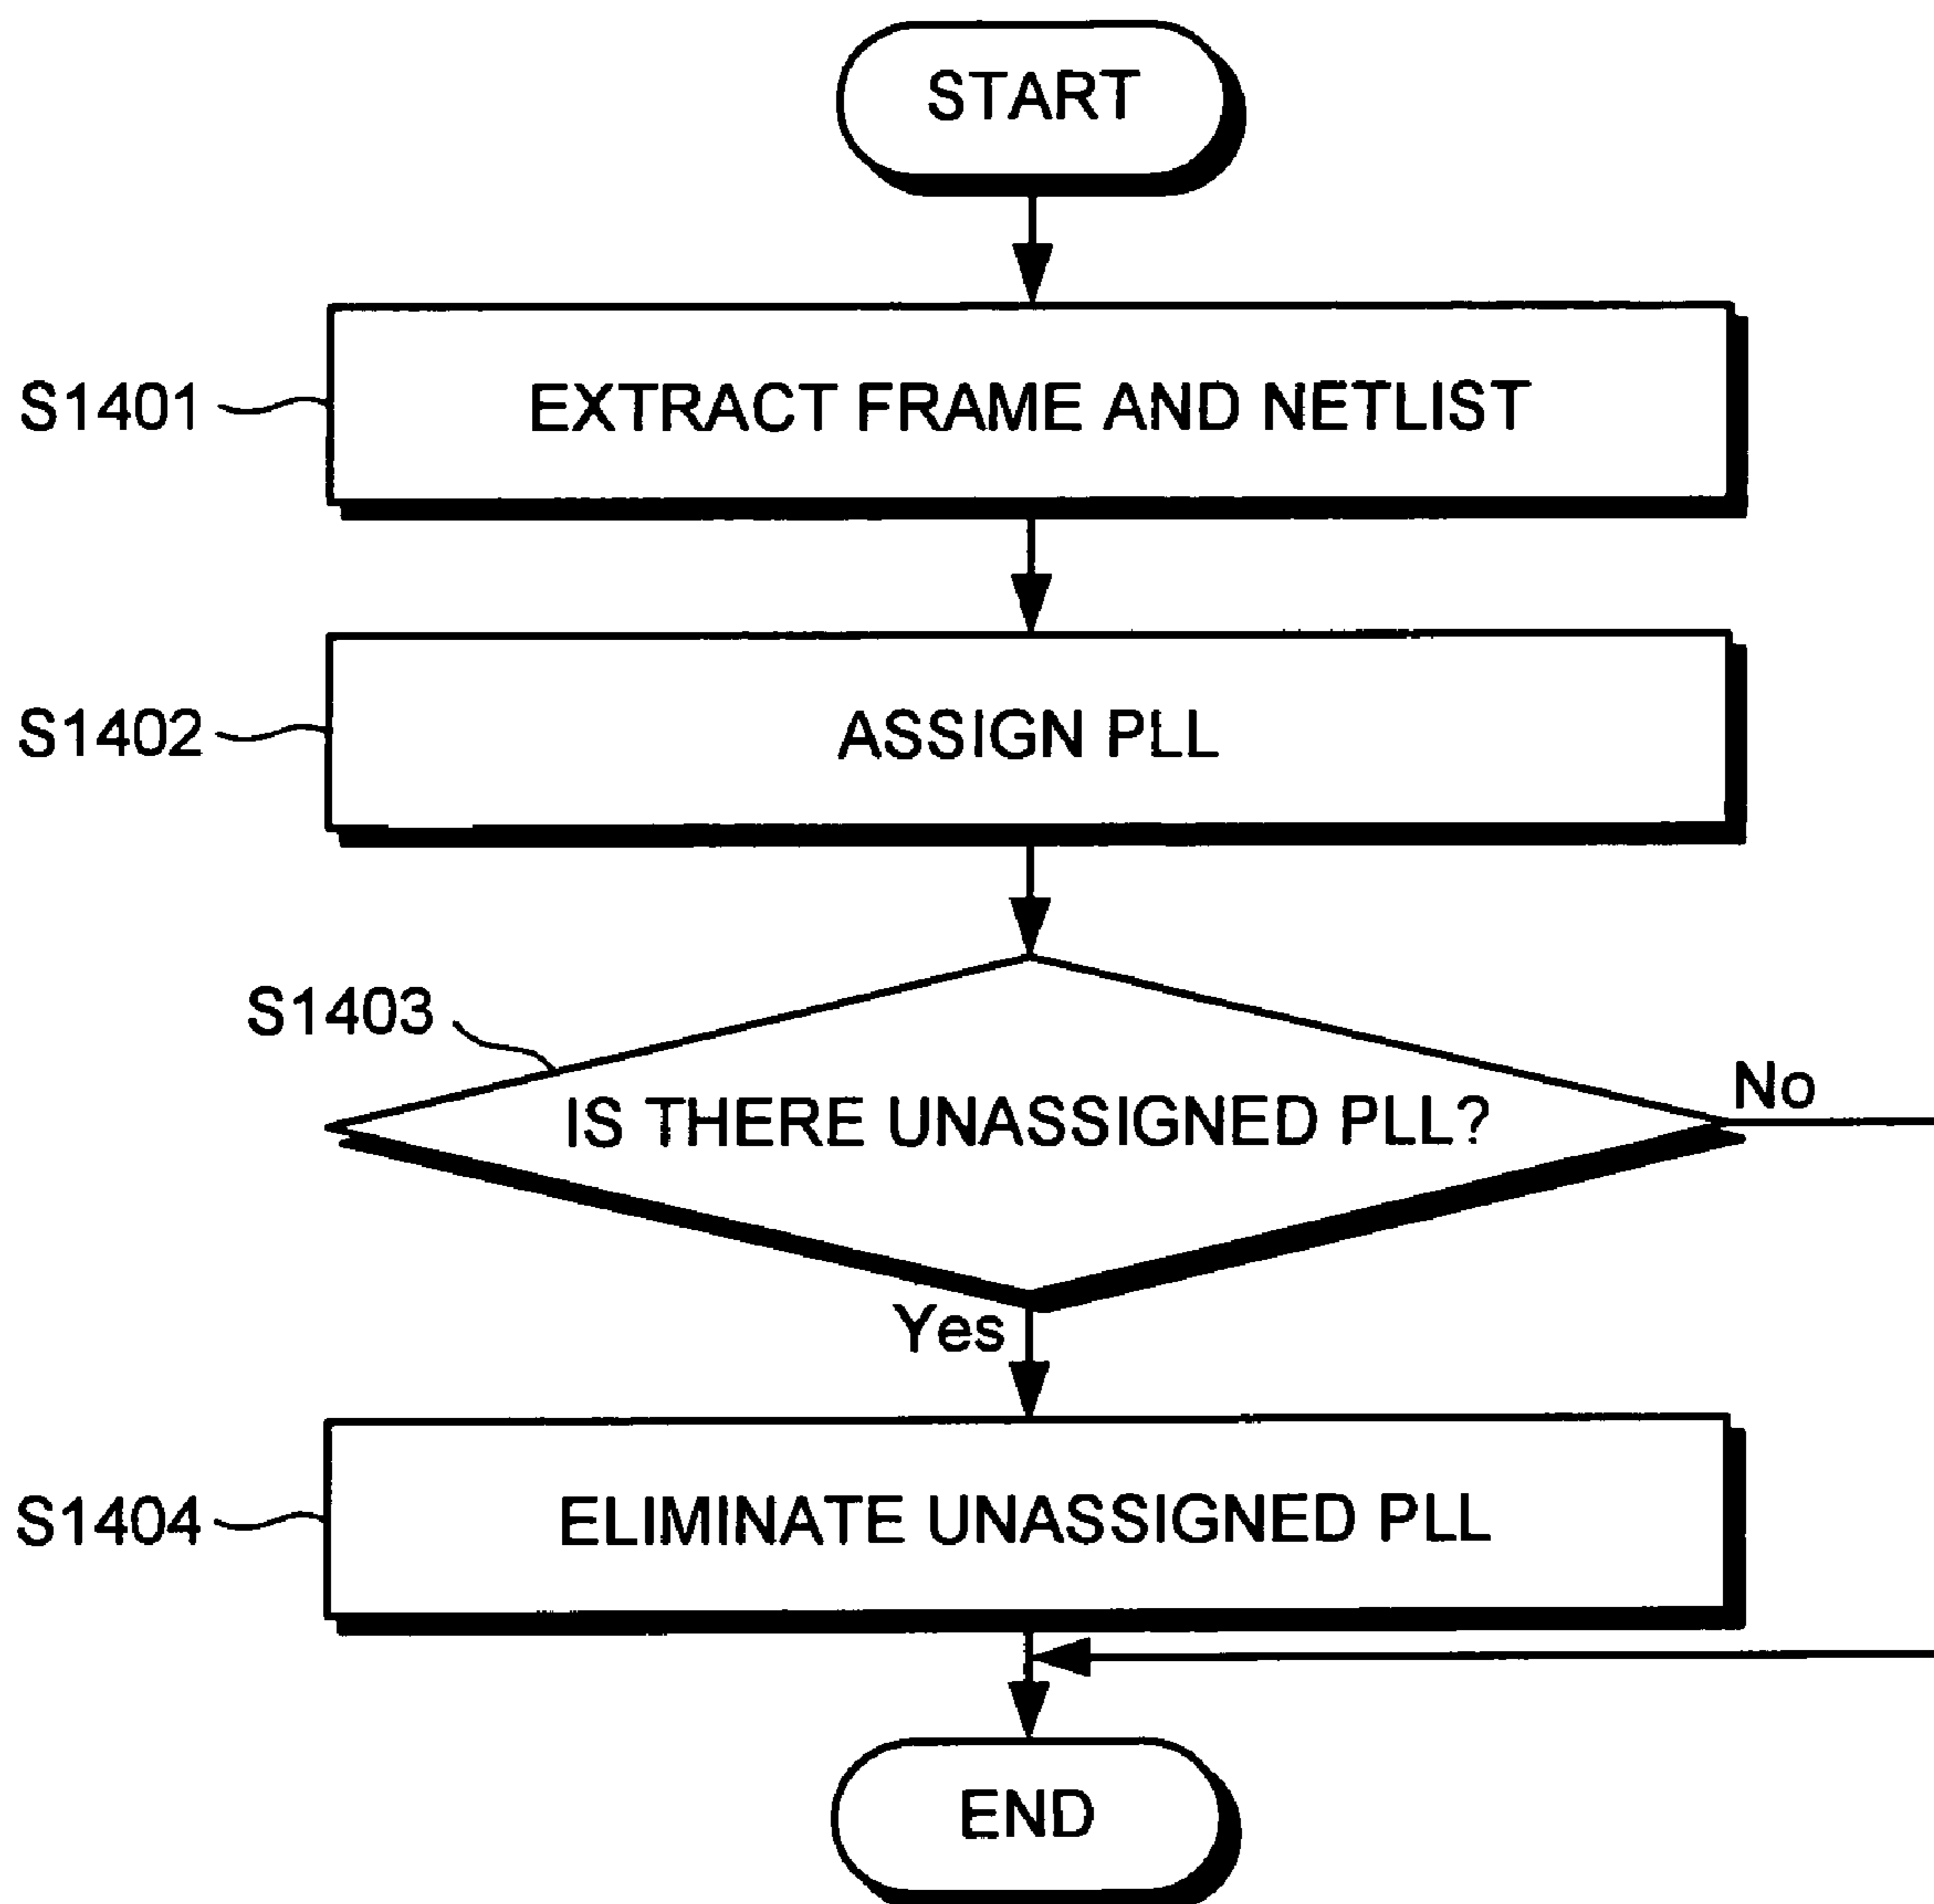 START
S1401
EXTRACT FRAME AND NETLIST
S1402
ASSIGN PLL
S1403
IS THERE UNASSIGNED PLL?
No
Yes
S1404
ELIMINATE UNASSIGNED PLL
END